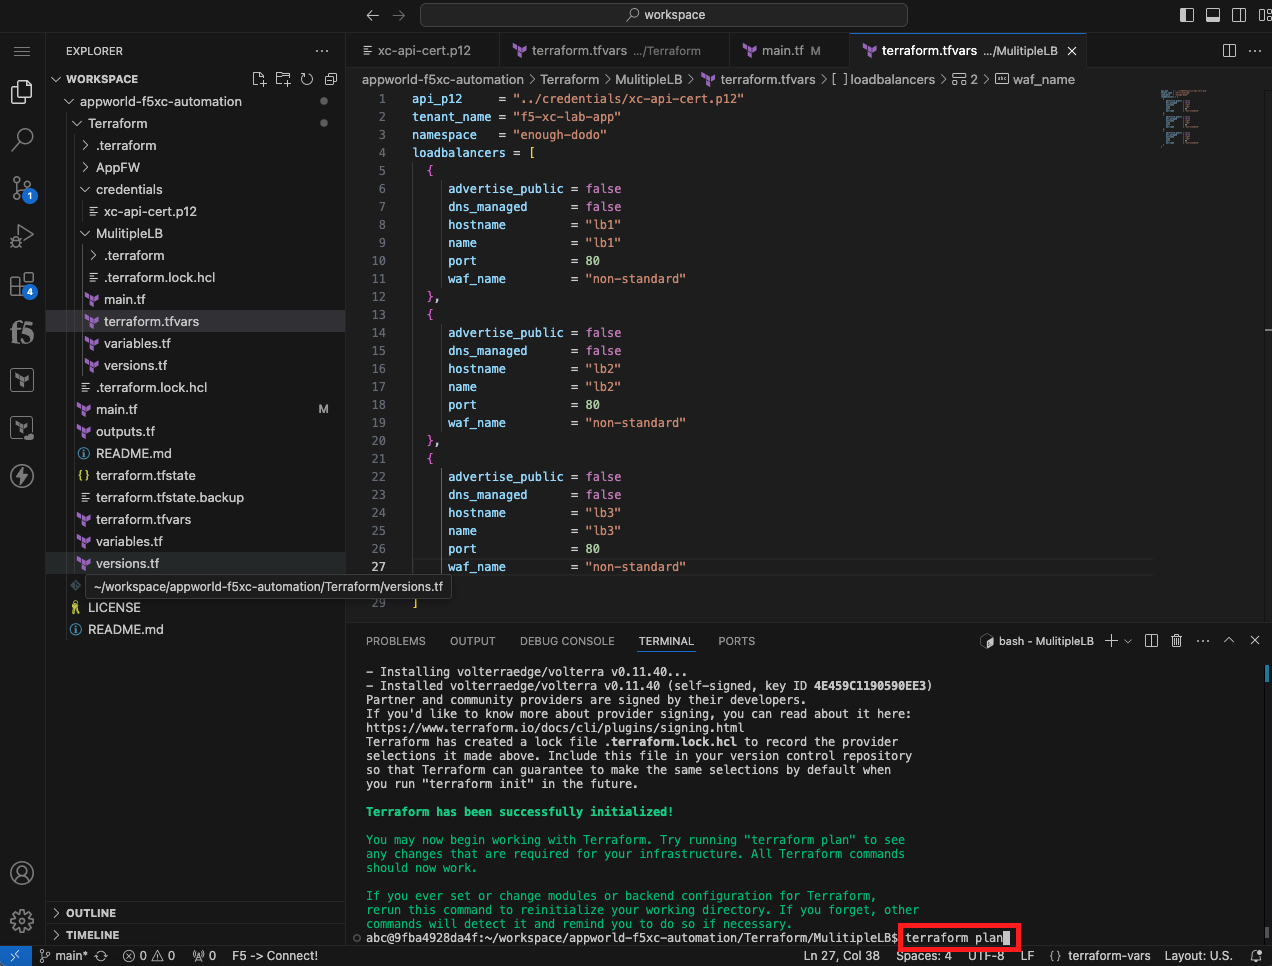 workspace
EXPLORER
WORKSPACE
appworld-f5xc-automation
Terraform
.terraform
AppFW
credentials
xc-api-cert.p12
MulitipleLB
.terraform
.terraform.lock.hcl
main.tf
terraform.tfvars
variables.tf
versions.tf
.terraform.lock.hcl
main.tf M
outputs.tf
README.md
terraform.tfstate
terraform.tfstate.backup
terraform.tfvars
variables.tf
versions.tf
~/workspace/appworld-f5xc-automation/Terraform/versions.tf
LICENSE
README.md
OUTLINE
TIMELINE
1
4
f5
xc-api-cert.p12 terraform.tfvars .../Terraform main.tf M terraform.tfvars .../MulitipleLB
appworld-f5xc-automation > Terraform > MulitipleLB > terraform.tfvars > [ ] loadbalancers > 2 > abc waf_name
1 api_p12 = "../credentials/xc-api-cert.p12"
2 tenant_name = "f5-xc-lab-app"
3 namespace = "enough-dodo"
4 loadbalancers = [
5 {
6 advertise_public = false
7 dns_managed = false
8 hostname = "lb1"
9 name = "lb1"
10 port = 80
11 waf_name = "non-standard"
12 },
13 {
14 advertise_public = false
15 dns_managed = false
16 hostname = "lb2"
17 name = "lb2"
18 port = 80
19 waf_name = "non-standard"
20 },
21 {
22 advertise_public = false
23 dns_managed = false
24 hostname = "lb3"
25 name = "lb3"
26 port = 80
27 waf_name = "non-standard"
29 ]
PROBLEMS OUTPUT DEBUG CONSOLE TERMINAL PORTS bash - MulitipleLB
- Installing volterraedge/volterra v0.11.40...
- Installed volterraedge/volterra v0.11.40 (self-signed, key ID 4E459C1190590EE3)
Partner and community providers are signed by their developers.
If you'd like to know more about provider signing, you can read about it here:
https://www.terraform.io/docs/cli/plugins/signing.html
Terraform has created a lock file .terraform.lock.hcl to record the provider
selections it made above. Include this file in your version control repository
so that Terraform can guarantee to make the same selections by default when
you run "terraform init" in the future.
Terraform has been successfully initialized!
You may now begin working with Terraform. Try running "terraform plan" to see
any changes that are required for your infrastructure. All Terraform commands
should now work.
If you ever set or change modules or backend configuration for Terraform,
rerun this command to reinitialize your working directory. If you forget, other
commands will detect it and remind you to do so if necessary.
abc@9fba4928da4f:~/workspace/appworld-f5xc-automation/Terraform/MulitipleLB$ terraform plan
main* 0 0 0 F5 -> Connect! Ln 27, Col 38 Spaces: 4 UTF-8 LF { } terraform-vars Layout: U.S.